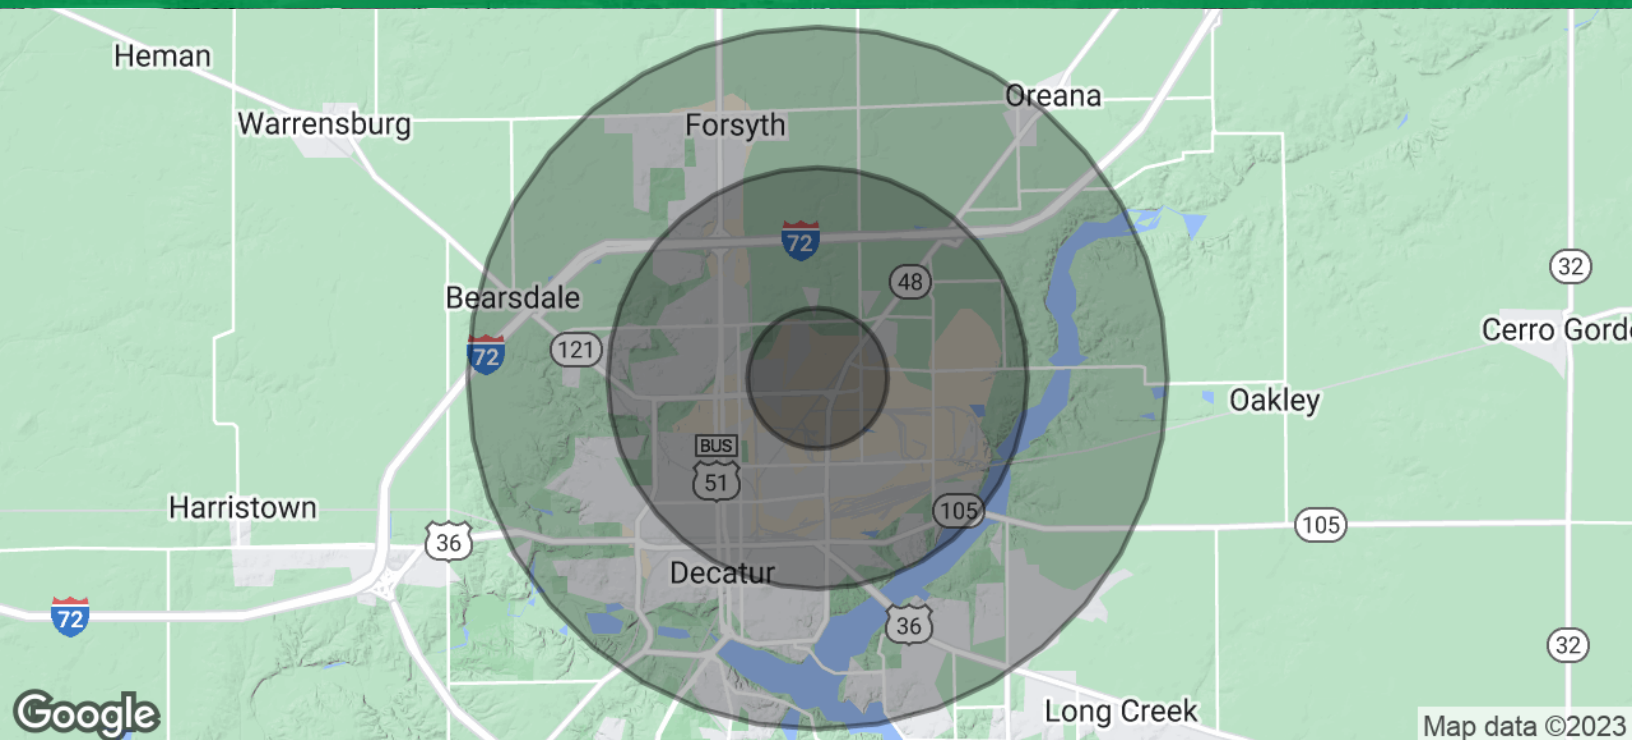 Heman
Oreana
Warrensburg
Forsyth
72
32
48
Bearsdale
Cerro Gord
121
72
Oakley
BUS
51
Harristown
105
105
36
Decatur
72
36
32
Long Creek
Google
Map data ©2023